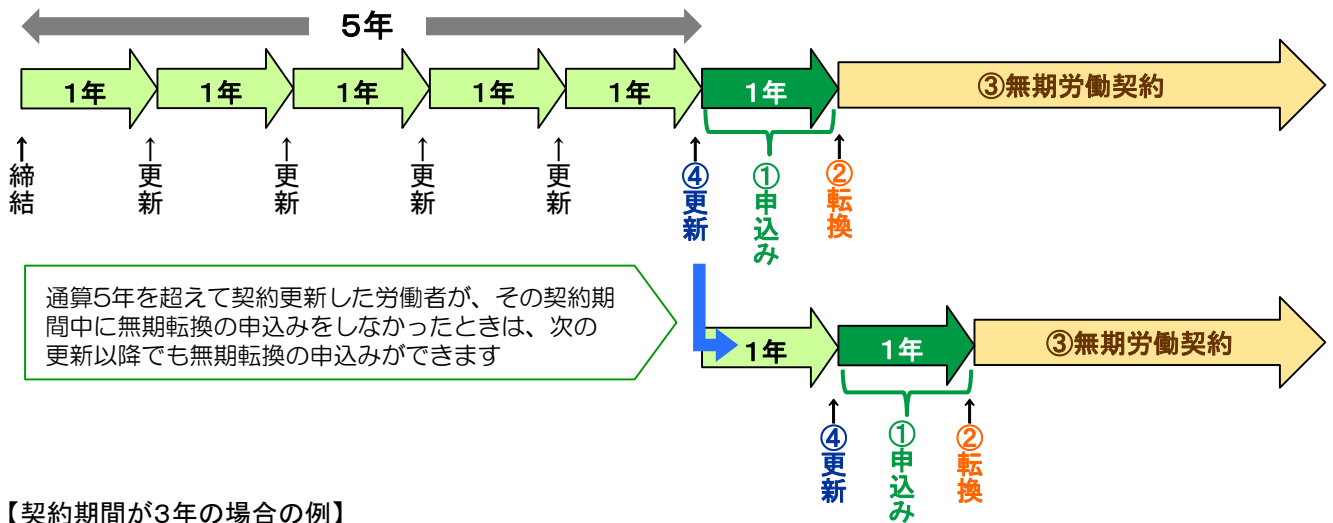 5年
1年
1年
1年
1年
1年
1年
③無期労働契約
↑締結
↑更新
↑更新
↑更新
↑更新
↑④更新
①申込み
↑②転換
通算5年を超えて契約更新した労働者が、その契約期
間中に無期転換の申込みをしなかったときは、次の
更新以降でも無期転換の申込みができます
1年
1年
③無期労働契約
↑④更新
①申込み
↑②転換
【契約期間が3年の場合の例】